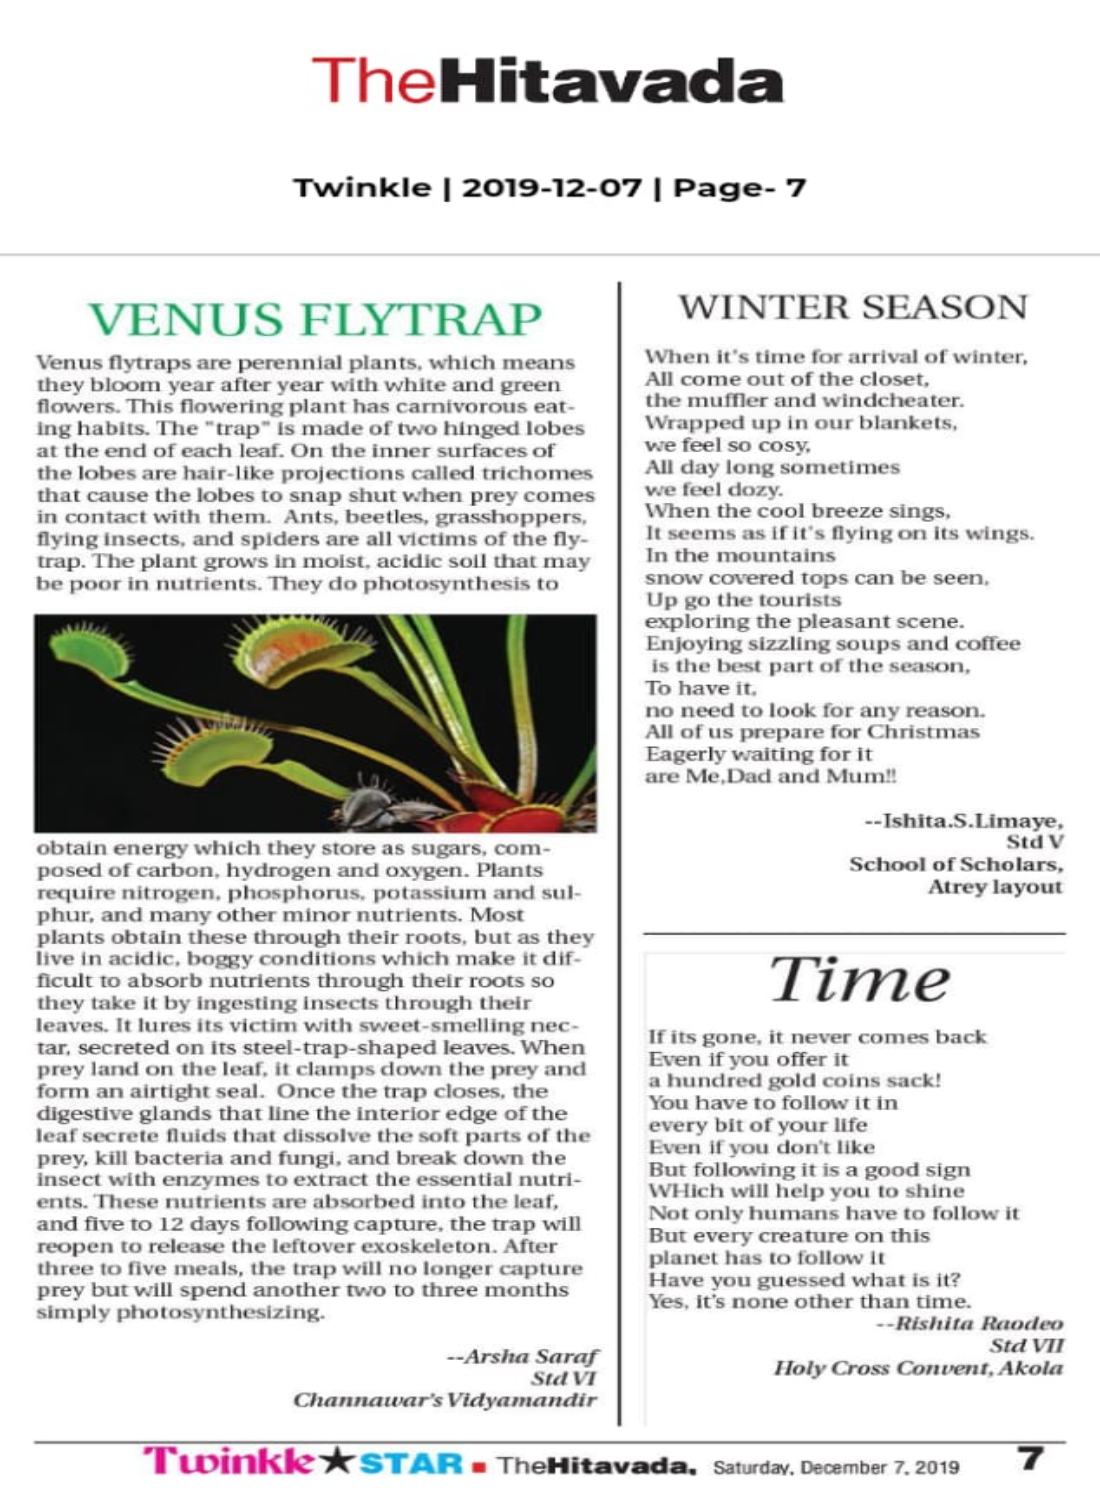 TheHitavada
Twinkle | 2019-12-07 | Page- 7
VENUS FLYTRAP
Venus flytraps are perennial plants, which means
they bloom year after year with white and green
flowers. This flowering plant has carnivorous eat-
ing habits. The "trap" is made of two hinged lobes
at the end of each leaf. On the inner surfaces of
the lobes are hair-like projections called trichomes
that cause the lobes to snap shut when prey comes
in contact with them. Ants, beetles, grasshoppers,
flying insects, and spiders are all victims of the fly-
trap. The plant grows in moist, acidic soil that may
be poor in nutrients. They do photosynthesis to
obtain energy which they store as sugars, com-
posed of carbon, hydrogen and oxygen. Plants
require nitrogen, phosphorus, potassium and sul-
phur, and many other minor nutrients. Most
plants obtain these through their roots, but as they
live in acidic, boggy conditions which make it dif-
ficult to absorb nutrients through their roots so
they take it by ingesting insects through their
leaves. It lures its victim with sweet-smelling nec-
tar, secreted on its steel-trap-shaped leaves. When
prey land on the leaf, it clamps down the prey and
form an airtight seal. Once the trap closes, the
digestive glands that line the interior edge of the
leaf secrete fluids that dissolve the soft parts of the
prey, kill bacteria and fungi, and break down the
insect with enzymes to extract the essential nutri-
ents. These nutrients are absorbed into the leaf,
and five to 12 days following capture, the trap will
reopen to release the leftover exoskeleton. After
three to five meals, the trap will no longer capture
prey but will spend another two to three months
simply photosynthesizing.
--Arsha Saraf
Std VI
Channawar's Vidyamandir
WINTER SEASON
When it's time for arrival of winter,
All come out of the closet,
the muffler and windcheater.
Wrapped up in our blankets,
we feel so cosy,
All day long sometimes
we feel dozy.
When the cool breeze sings,
It seems as if it's flying on its wings.
In the mountains
snow covered tops can be seen,
Up go the tourists
exploring the pleasant scene.
Enjoying sizzling soups and coffee
is the best part of the season,
To have it,
no need to look for any reason.
All of us prepare for Christmas
Eagerly waiting for it
are Me,Dad and Mum!!
--Ishita.S.Limaye,
Std V
School of Scholars,
Atrey layout
Time
If its gone, it never comes back
Even if you offer it
a hundred gold coins sack!
You have to follow it in
every bit of your life
Even if you don't like
But following it is a good sign
WHich will help you to shine
Not only humans have to follow it
But every creature on this
planet has to follow it
Have you guessed what is it?
Yes, it's none other than time.
--Rishita Raodeo
Std VII
Holy Cross Convent, Akola
Twinkle★STAR ▪ TheHitavada, Saturday, December 7, 2019 7